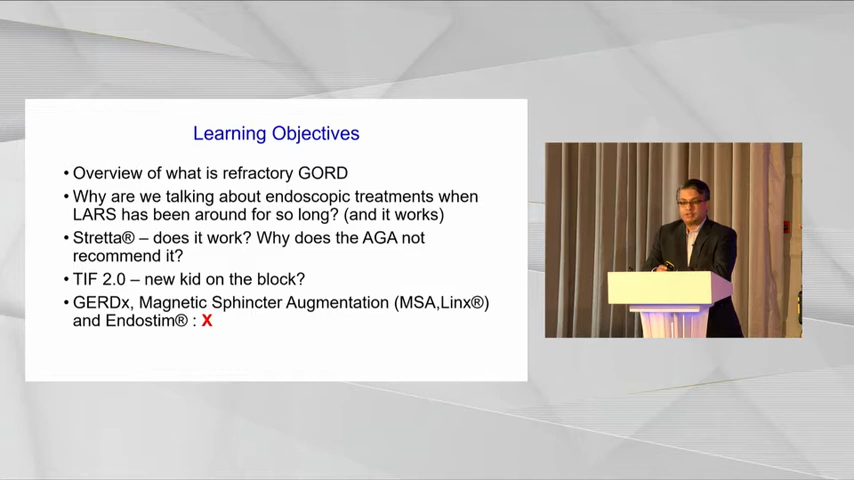 Learning Objectives
• Overview of what is refractory GORD
• Why are we talking about endoscopic treatments when
LARS has been around for so long? (and it works)
• Stretta® – does it work? Why does the AGA not
recommend it?
• TIF 2.0 – new kid on the block?
• GERDx, Magnetic Sphincter Augmentation (MSA,Linx®)
and Endostim® : X